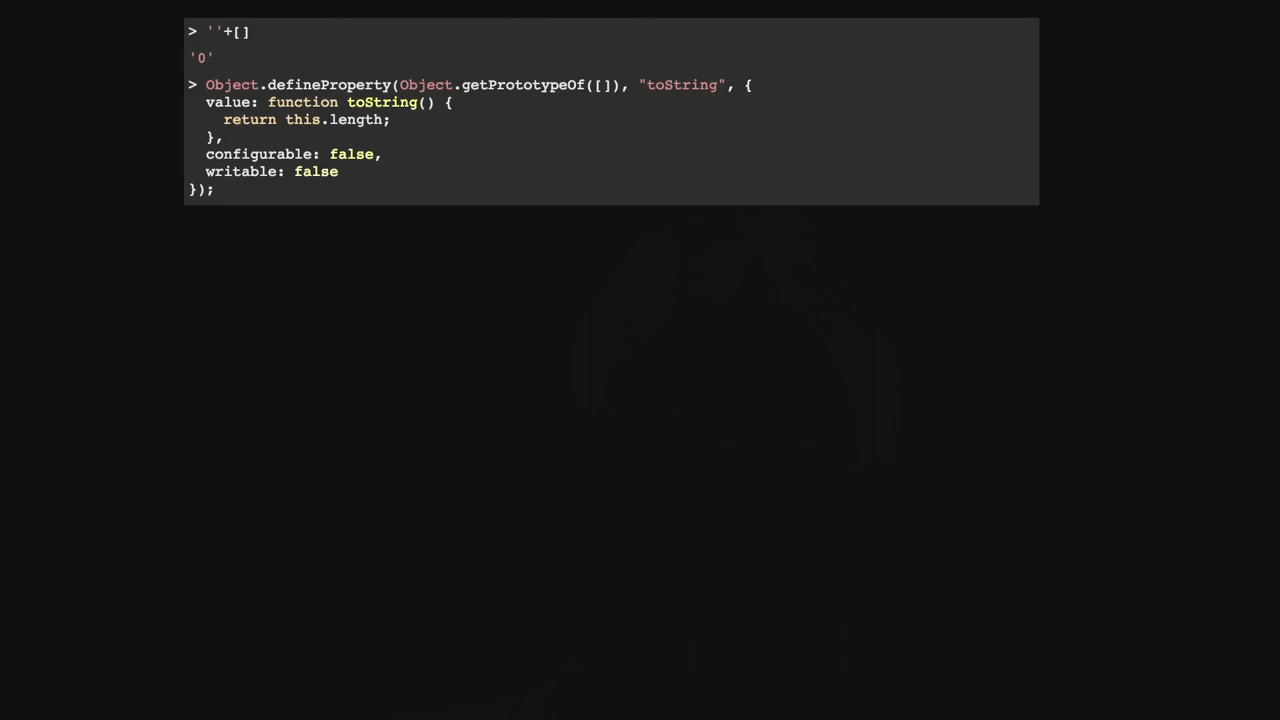 > ''+[]
'0'
> Object.defineProperty(Object.getPrototypeOf([]), "toString", {
  value: function toString() {
    return this.length;
  },
  configurable: false,
  writable: false
});